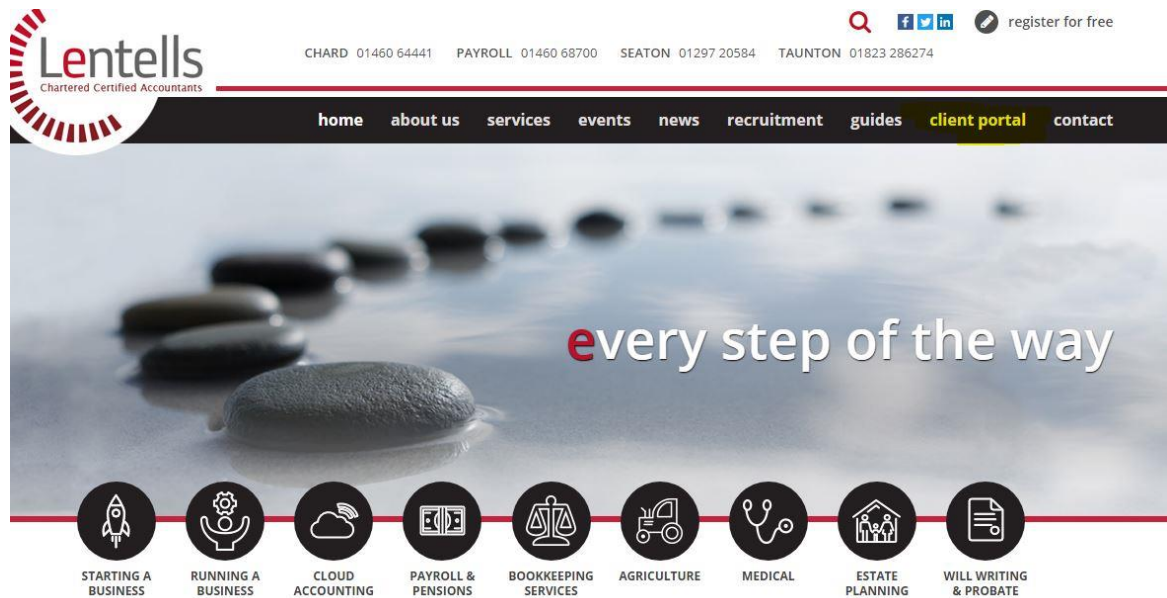 register for free
Lentells
Chartered Certified Accountants
CHARD 01460 64441 PAYROLL 01460 68700 SEATON 01297 20584 TAUNTON 01823 286274
home about us services events news recruitment guides client portal contact
every step of the way
STARTING A
BUSINESS
RUNNING A
BUSINESS
CLOUD
ACCOUNTING
PAYROLL &
PENSIONS
BOOKKEEPING
SERVICES
AGRICULTURE
MEDICAL
ESTATE
PLANNING
WILL WRITING
& PROBATE